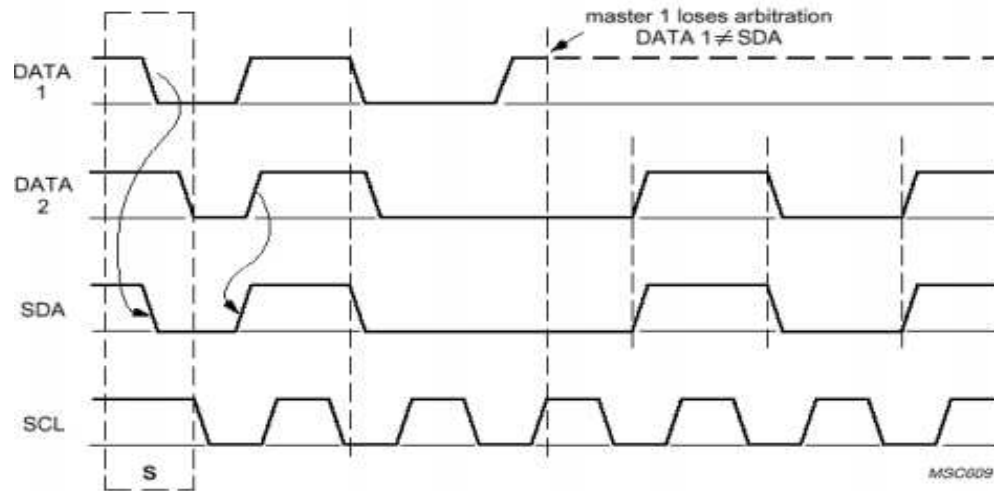 master 1 loses arbitration
DATA 1≠SDA
DATA
1
DATA
2
SDA
SCL
S
MSC609